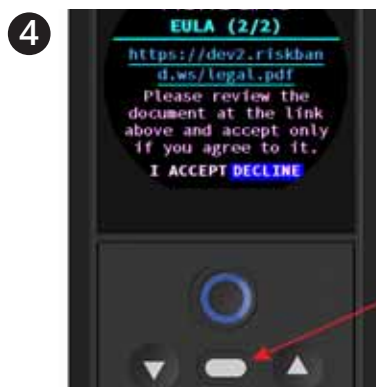 4
EULA (2/2)
https://dev2.riskban
d.ws/legal.pdf
Please review the
document at the link
above and accept only
if you agree to it.
I ACCEPT DECLINE